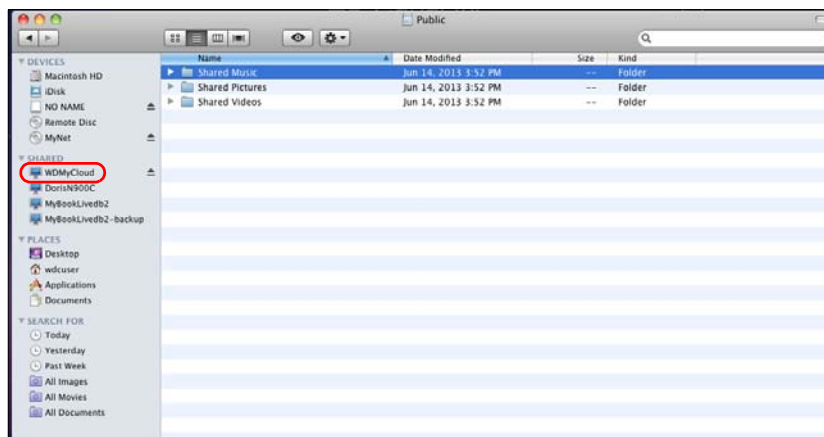 Public
DEVICES
Macintosh HD
iDisk
NO NAME
Remote Disc
MyNet
SHARED
WDMyCloud
DorisN900C
MyBookLivedb2
MyBookLivedb2-backup
PLACES
Desktop
wdcuser
Applications
Documents
SEARCH FOR
Today
Yesterday
Past Week
All Images
All Movies
All Documents
Name Date Modified Size Kind
Shared Music Jun 14, 2013 3:52 PM -- Folder
Shared Pictures Jun 14, 2013 3:52 PM -- Folder
Shared Videos Jun 14, 2013 3:52 PM -- Folder